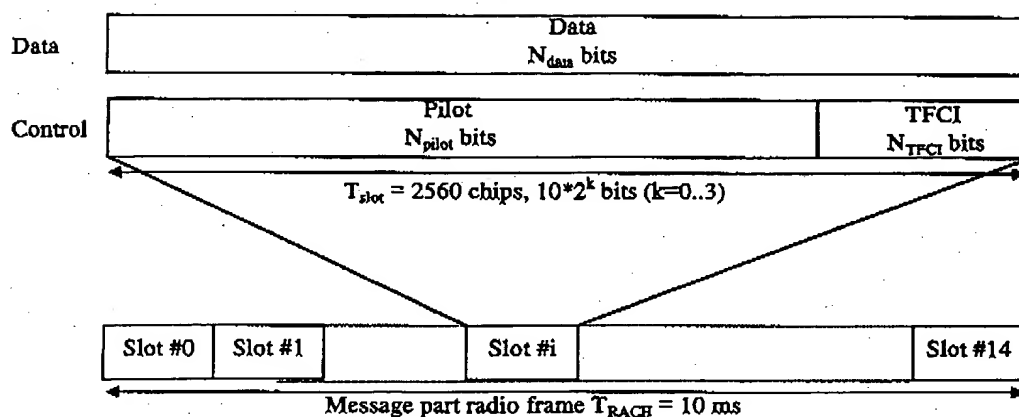 Data
Data
N_data bits
Control
Pilot
N_pilot bits
TFCI
N_TFCI bits
T_slot = 2560 chips, 10*2^k bits (k=0..3)
Slot #0
Slot #1
Slot #i
Slot #14
Message part radio frame T_RACH = 10 ms